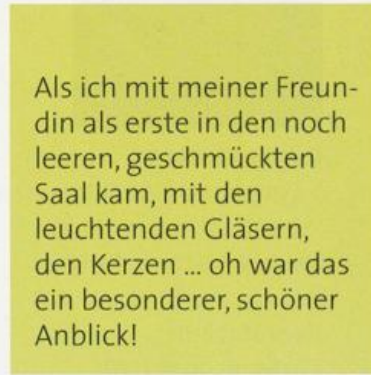 Als ich mit meiner Freun-
din als erste in den noch
leeren, geschmückten
Saal kam, mit den
leuchtenden Gläsern,
den Kerzen ... oh war das
ein besonderer, schöner
Anblick!